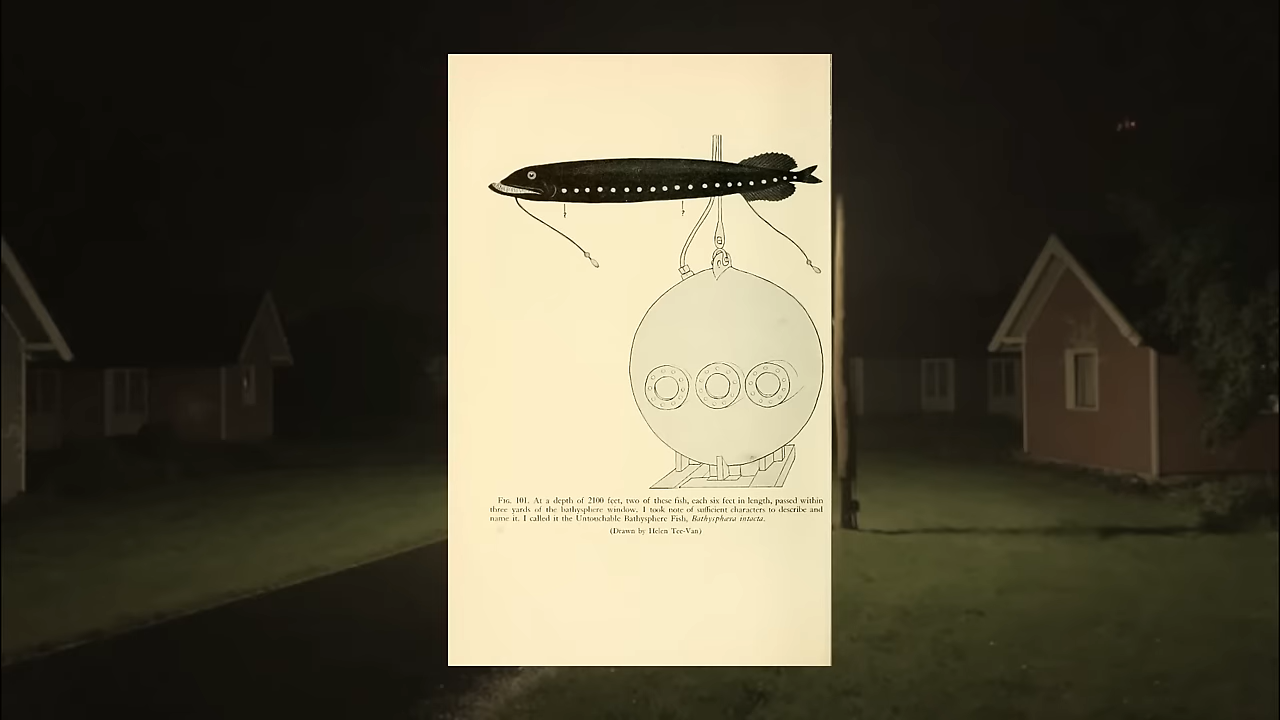 FIG. 101. At a depth of 2100 feet, two of these fish, each six feet in length, passed within
three yards of the bathysphere window. I took note of sufficient characters to describe and
name it. I called it the Untouchable Bathysphere Fish, Bathysphæra intacta.
(Drawn by Helen Tee-Van)